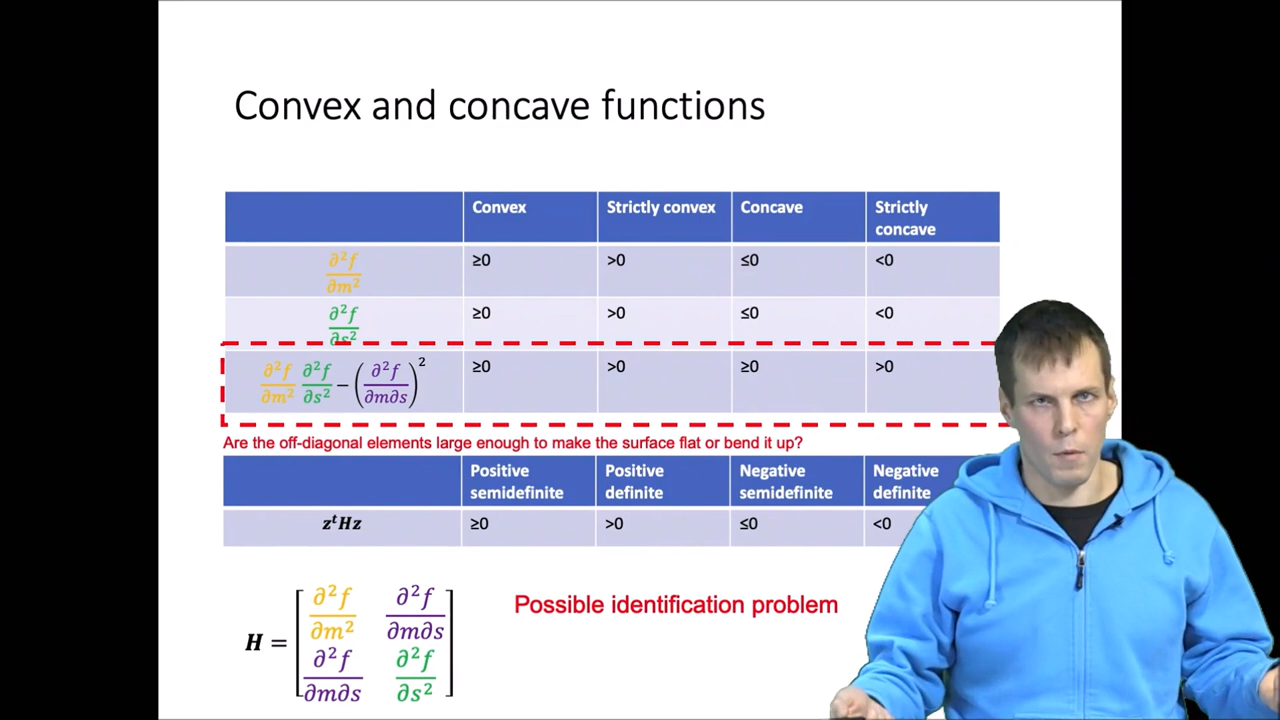 Convex and concave functions
Convex Strictly convex Concave Strictly concave
∂²f/∂m² ≥0 >0 ≤0 <0
∂²f/∂s² ≥0 >0 ≤0 <0
∂²f/∂m² ∂²f/∂s² − (∂²f/∂m∂s)² ≥0 >0 ≥0 >0
Are the off-diagonal elements large enough to make the surface flat or bend it up?
Positive semidefinite Positive definite Negative semidefinite Negative definite
zᵗHz ≥0 >0 ≤0 <0
H = [∂²f/∂m² ∂²f/∂m∂s
∂²f/∂m∂s ∂²f/∂s²]
Possible identification problem